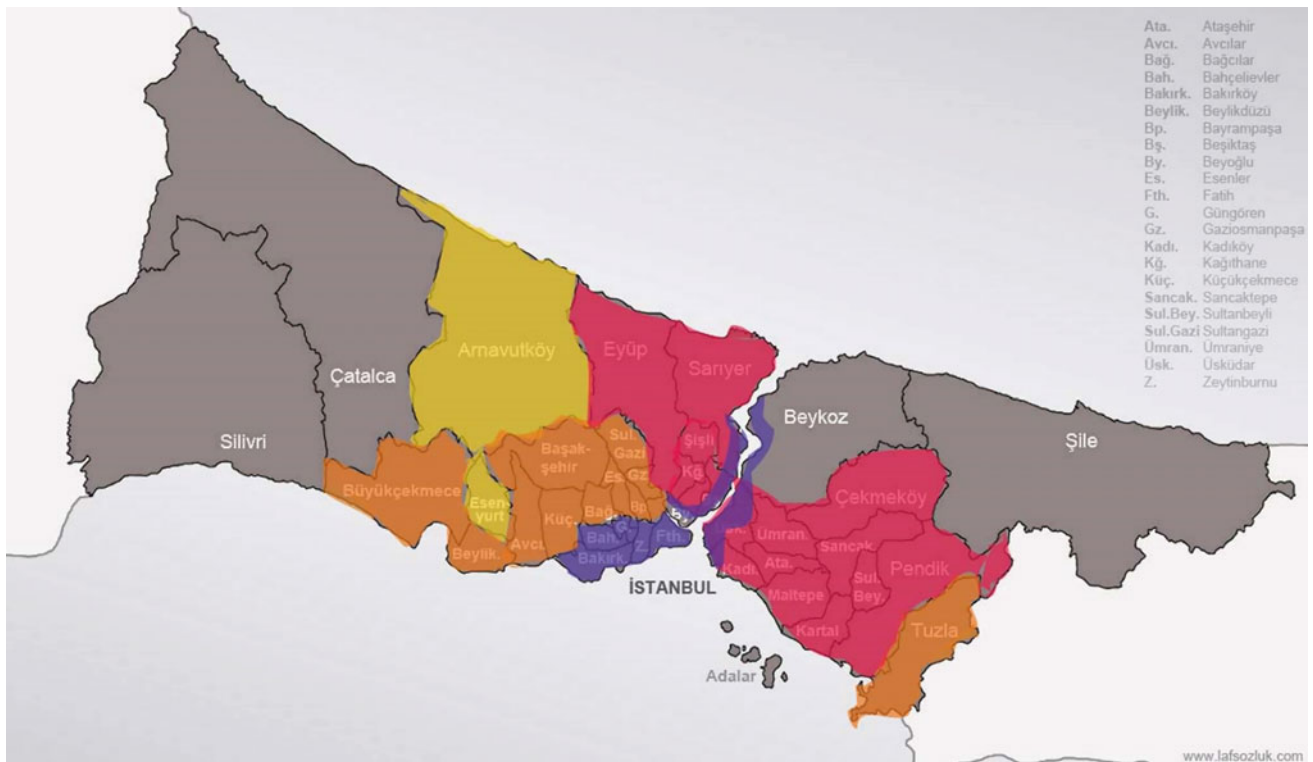 Ata. Ataşehir
Avcı. Avcılar
Bağ. Bağcılar
Bah. Bahçelievler
Bakırk. Bakırköy
Beylik. Beylikdüzü
Bp. Bayrampaşa
Bş. Beşiktaş
By. Beyoğlu
Es. Esenler
Fth. Fatih
G. Güngören
Gz. Gaziosmanpaşa
Kadı. Kadıköy
Kğ. Kağıthane
Küç. Küçükçekmece
Sancak. Sancaktepe
Sul.Bey. Sultanbeyli
Sul.Gazi Sultangazi
Ümran. Ümraniye
Üsk. Üsküdar
Z. Zeytinburnu
Arnavutköy
Eyüp
Sarıyer
Çatalca
Beykoz
Silivri
Şile
Büyükçekmece
Başak-
şehir
Sul.
Gazi
Şişli
Kğ.
Es.
Gz.
Esen-
yurt
Küç.
Bağ.
Bp.
Çekmeköy
Beylik.
Avcı.
Bah.
G.
Bakırk.
Z.
Fth.
Ümran.
Sancak.
Kadı.
Ata.
Pendik
Sul.
Bey.
Maltepe
Kartal
Tuzla
İSTANBUL
Adalar
www.lafsozluk.com